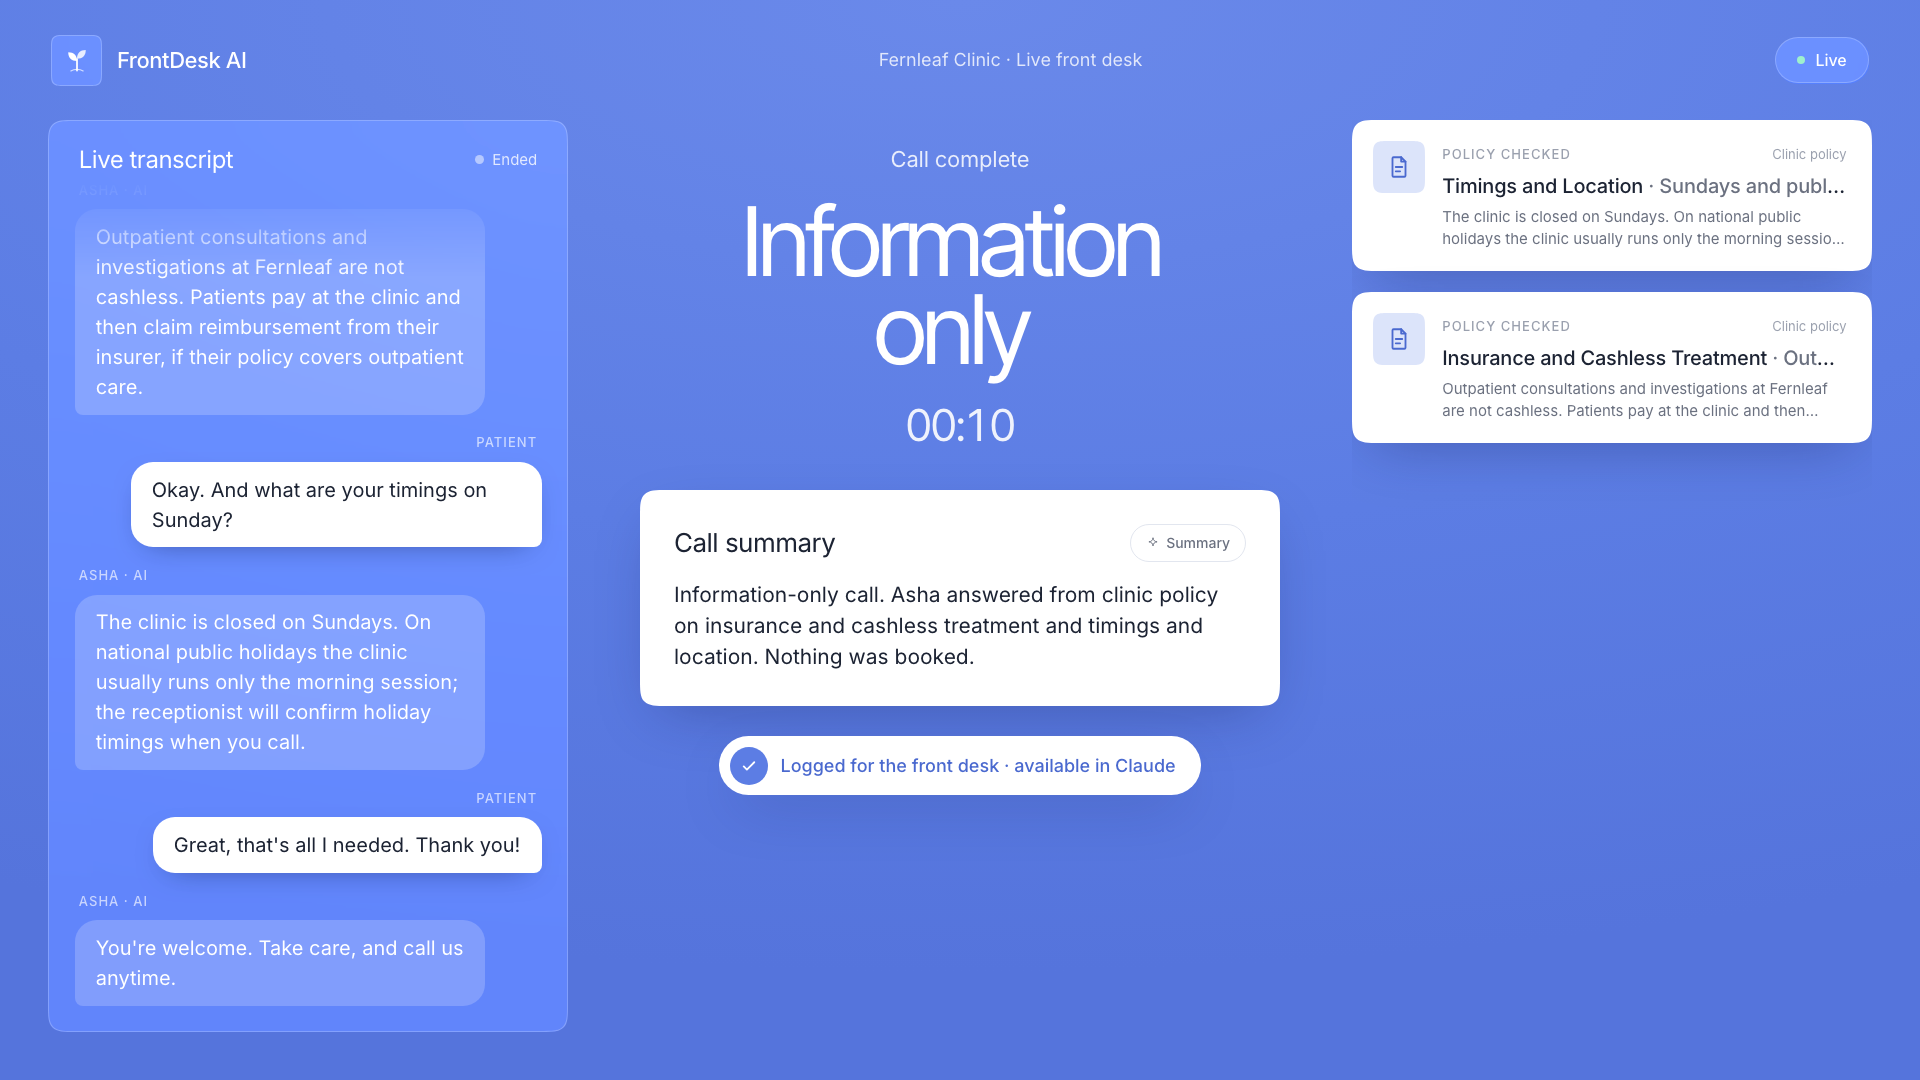 FrontDesk AI
Fernleaf Clinic · Live front desk
Live
Live transcript
Ended
ASHA · AI
Outpatient consultations and
investigations at Fernleaf are not
cashless. Patients pay at the clinic and
then claim reimbursement from their
insurer, if their policy covers outpatient
care.
PATIENT
Okay. And what are your timings on
Sunday?
ASHA · AI
The clinic is closed on Sundays. On
national public holidays the clinic
usually runs only the morning session;
the receptionist will confirm holiday
timings when you call.
PATIENT
Great, that's all I needed. Thank you!
ASHA · AI
You're welcome. Take care, and call us
anytime.
Call complete
Information
only
00:10
Call summary
Summary
Information-only call. Asha answered from clinic policy
on insurance and cashless treatment and timings and
location. Nothing was booked.
Logged for the front desk · available in Claude
POLICY CHECKED
Clinic policy
Timings and Location · Sundays and publ...
The clinic is closed on Sundays. On national public
holidays the clinic usually runs only the morning sessio...
POLICY CHECKED
Clinic policy
Insurance and Cashless Treatment · Out...
Outpatient consultations and investigations at Fernleaf
are not cashless. Patients pay at the clinic and then...